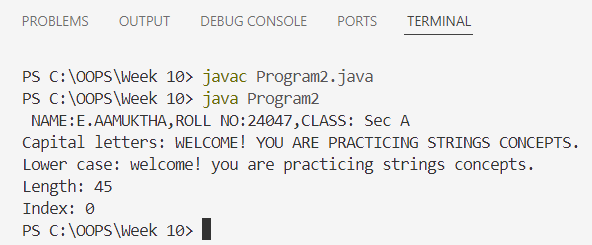 PROBLEMS OUTPUT DEBUG CONSOLE PORTS TERMINAL
PS C:\OOPS\Week 10> javac Program2.java
PS C:\OOPS\Week 10> java Program2
NAME:E.AAMUKTHA,ROLL NO:24047,CLASS: Sec A
Capital letters: WELCOME! YOU ARE PRACTICING STRINGS CONCEPTS.
Lower case: welcome! you are practicing strings concepts.
Length: 45
Index: 0
PS C:\OOPS\Week 10>